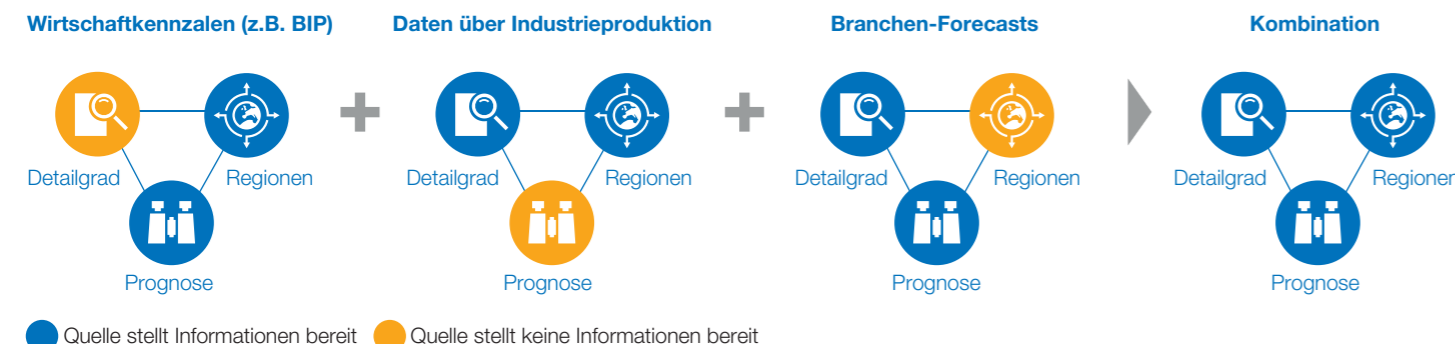 Wirtschaftkennzalen (z.B. BIP)
Daten über Industrieproduktion
Branchen-Forecasts
Kombination
Detailgrad
Regionen
Prognose
Detailgrad
Regionen
Prognose
Detailgrad
Regionen
Prognose
Detailgrad
Regionen
Prognose
Quelle stellt Informationen bereit
Quelle stellt keine Informationen bereit